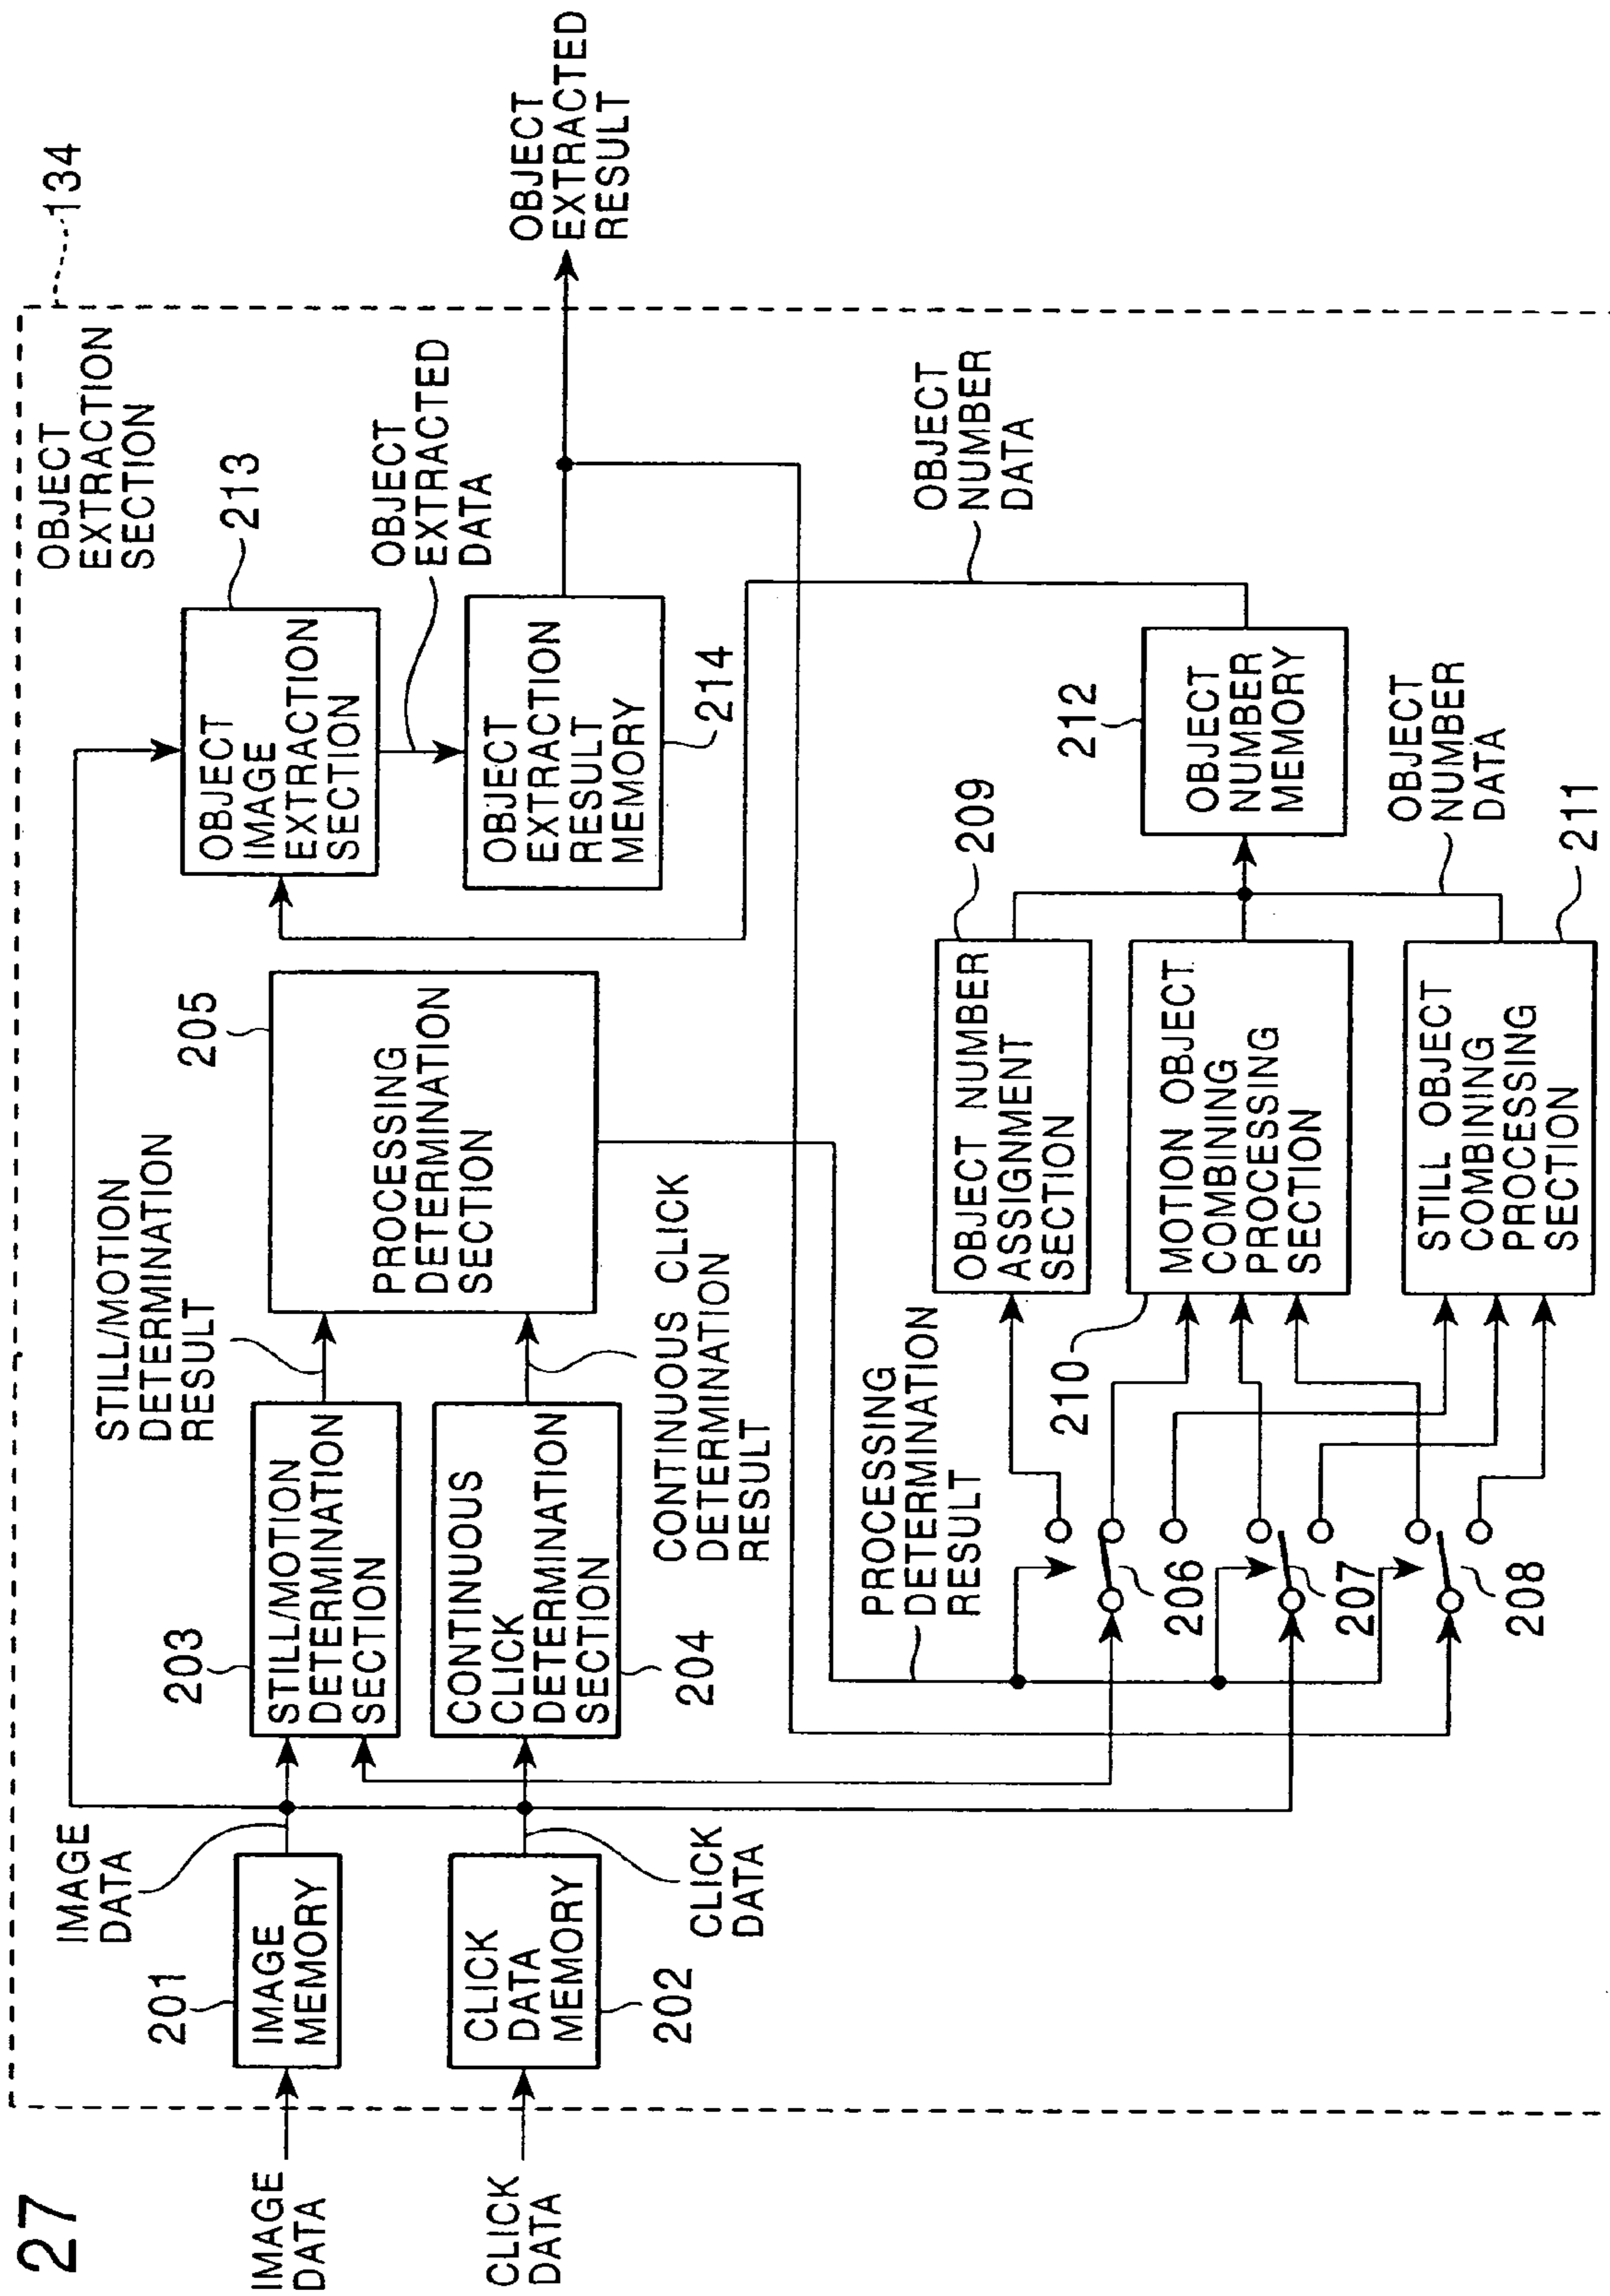 27
134
OBJECT
EXTRACTION
SECTION
IMAGE
DATA
CLICK
DATA
201
IMAGE
MEMORY
202
CLICK
DATA
MEMORY
IMAGE
DATA
CLICK
DATA
203
STILL/MOTION
DETERMINATION
SECTION
204
CONTINUOUS
CLICK
DETERMINATION
SECTION
STILL/MOTION
DETERMINATION
RESULT
CONTINUOUS CLICK
DETERMINATION
RESULT
205
PROCESSING
DETERMINATION
SECTION
213
OBJECT
IMAGE
EXTRACTION
SECTION
OBJECT
EXTRACTED
DATA
OBJECT
EXTRACTION
RESULT
MEMORY
214
OBJECT
EXTRACTED
RESULT
PROCESSING
DETERMINATION
RESULT
206
207
208
209
OBJECT NUMBER
ASSIGNMENT
SECTION
210
MOTION OBJECT
COMBINING
PROCESSING
SECTION
211
STILL OBJECT
COMBINING
PROCESSING
SECTION
OBJECT
NUMBER
DATA
212
OBJECT
NUMBER
MEMORY
OBJECT
NUMBER
DATA